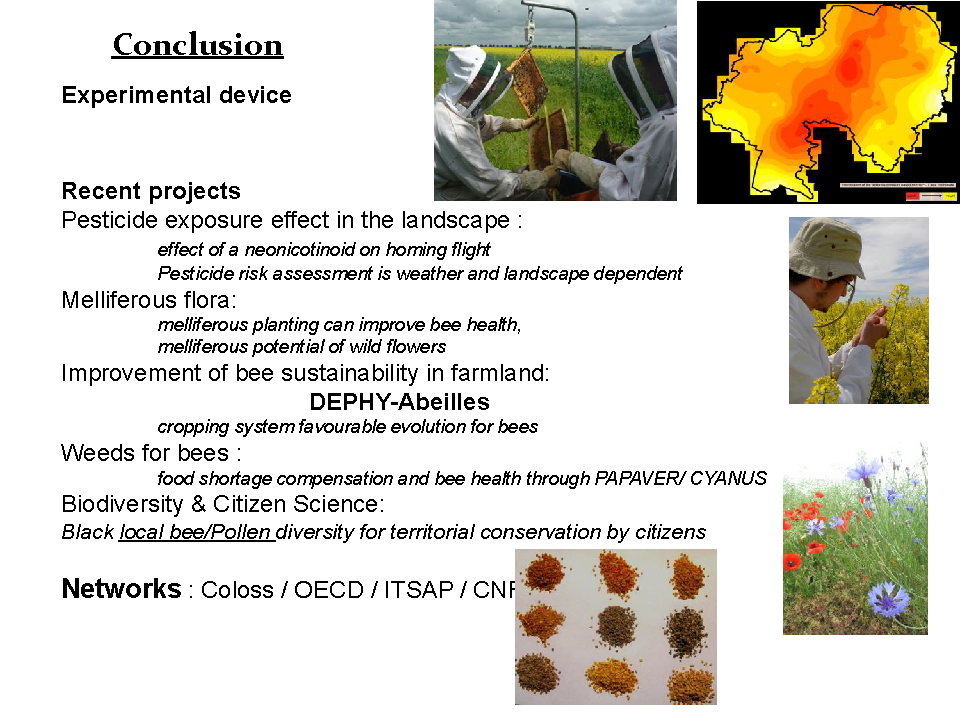 Conclusion
Experimental device
Recent projects
Pesticide exposure effect in the landscape :
effect of a neonicotinoid on homing flight
Pesticide risk assessment is weather and landscape dependent
Melliferous flora:
melliferous planting can improve bee health,
melliferous potential of wild flowers
Improvement of bee sustainability in farmland:
DEPHY-Abeilles
cropping system favourable evolution for bees
Weeds for bees :
food shortage compensation and bee health through PAPAVER/ CYANUS
Biodiversity & Citizen Science:
Black local bee/Pollen diversity for territorial conservation by citizens
Networks : Coloss / OECD / ITSAP /